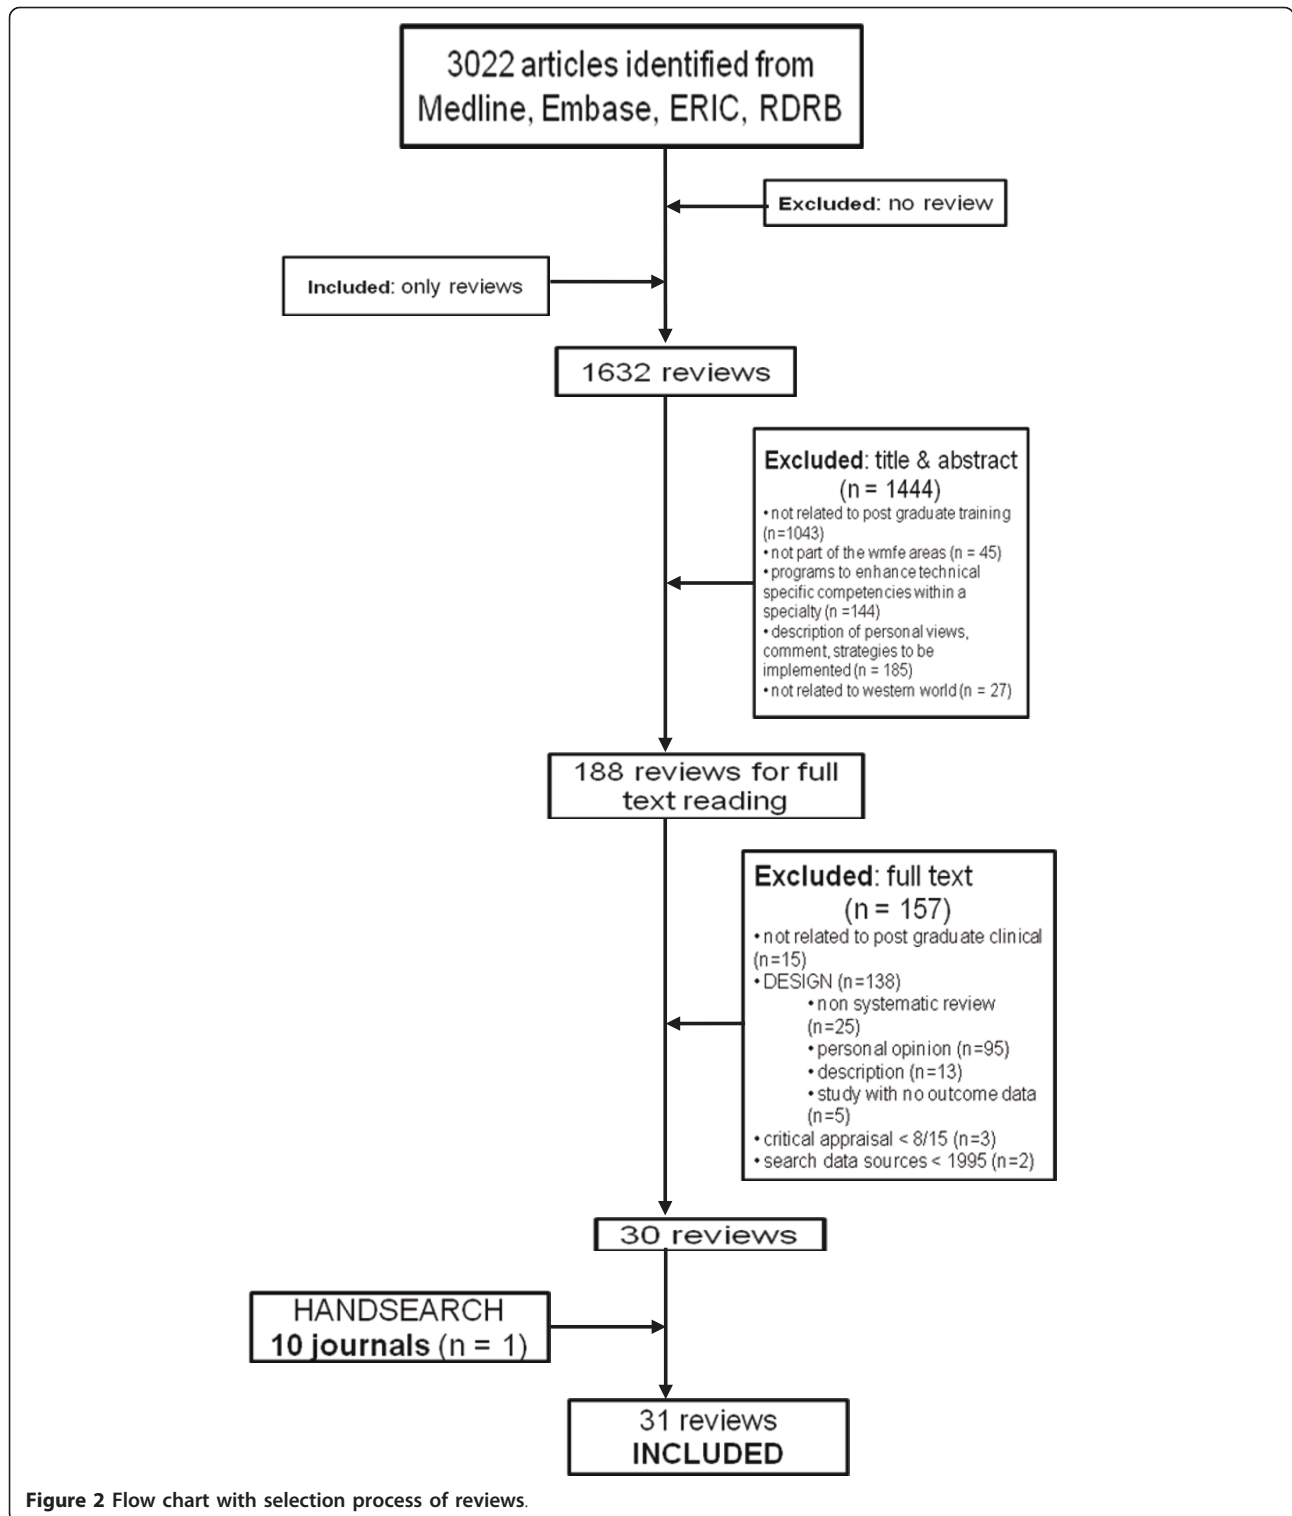 3022 articles identified from
Medline, Embase, ERIC, RDRB
Excluded: no review
Included: only reviews
1632 reviews
Excluded: title & abstract
(n = 1444)
• not related to post graduate training
(n=1043)
• not part of the wmfe areas (n = 45)
• programs to enhance technical
specific competencies within a
specialty (n =144)
• description of personal views,
comment, strategies to be
implemented (n = 185)
• not related to western world (n = 27)
188 reviews for full
text reading
Excluded: full text
(n = 157)
• not related to post graduate clinical
(n=15)
• DESIGN (n=138)
• non systematic review
(n=25)
• personal opinion (n=95)
• description (n=13)
• study with no outcome data
(n=5)
• critical appraisal < 8/15 (n=3)
• search data sources < 1995 (n=2)
30 reviews
HANDSEARCH
10 journals (n = 1)
31 reviews
INCLUDED
Figure 2 Flow chart with selection process of reviews.